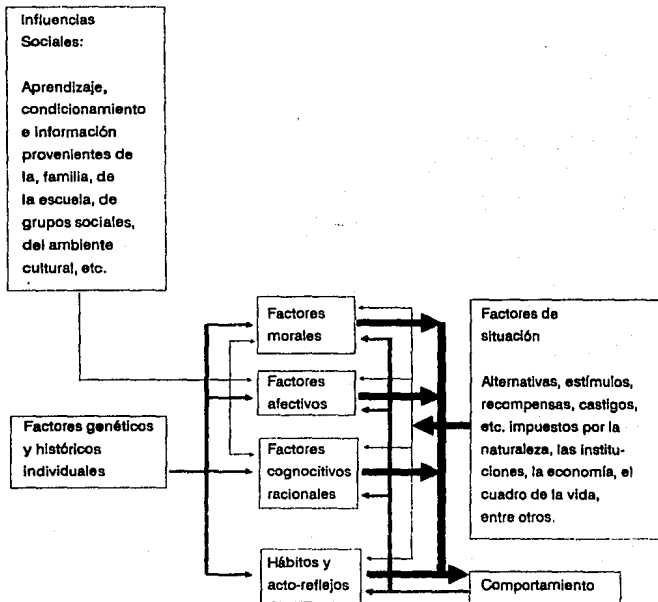 Influencias
Sociales:
Aprendizaje,
condicionamiento
e información
provenientes de
la, familia, de
la escuela, de
grupos sociales,
del ambiente
cultural, etc.
Factores genéticos
y históricos
individuales
Factores
morales
Factores
afectivos
Factores
cognocitivos
racionales
Hábitos y
acto-reflejos
Factores de
situación
Alternativas, estímulos,
recompensas, castigos,
etc. impuestos por la
naturaleza, las institu-
ciones, la economía, el
cuadro de la vida,
entre otros.
Comportamiento